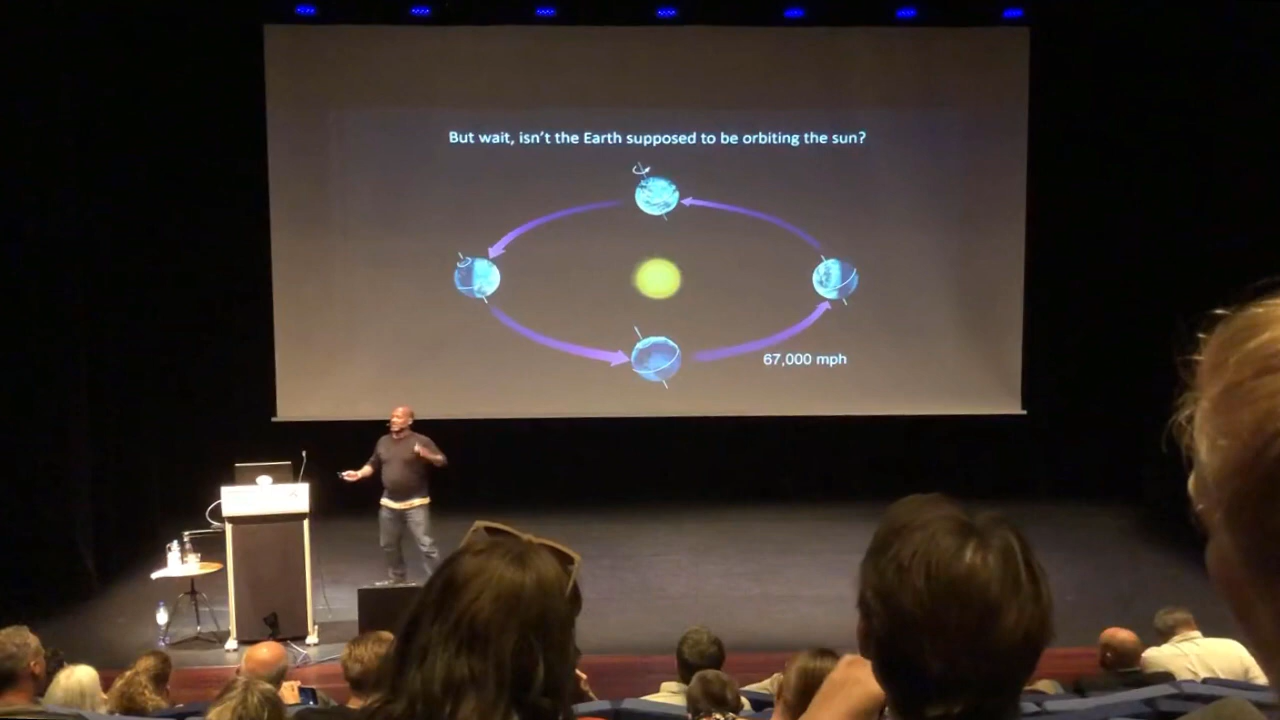 But wait, isn't the Earth supposed to be orbiting the sun?
67,000 mph